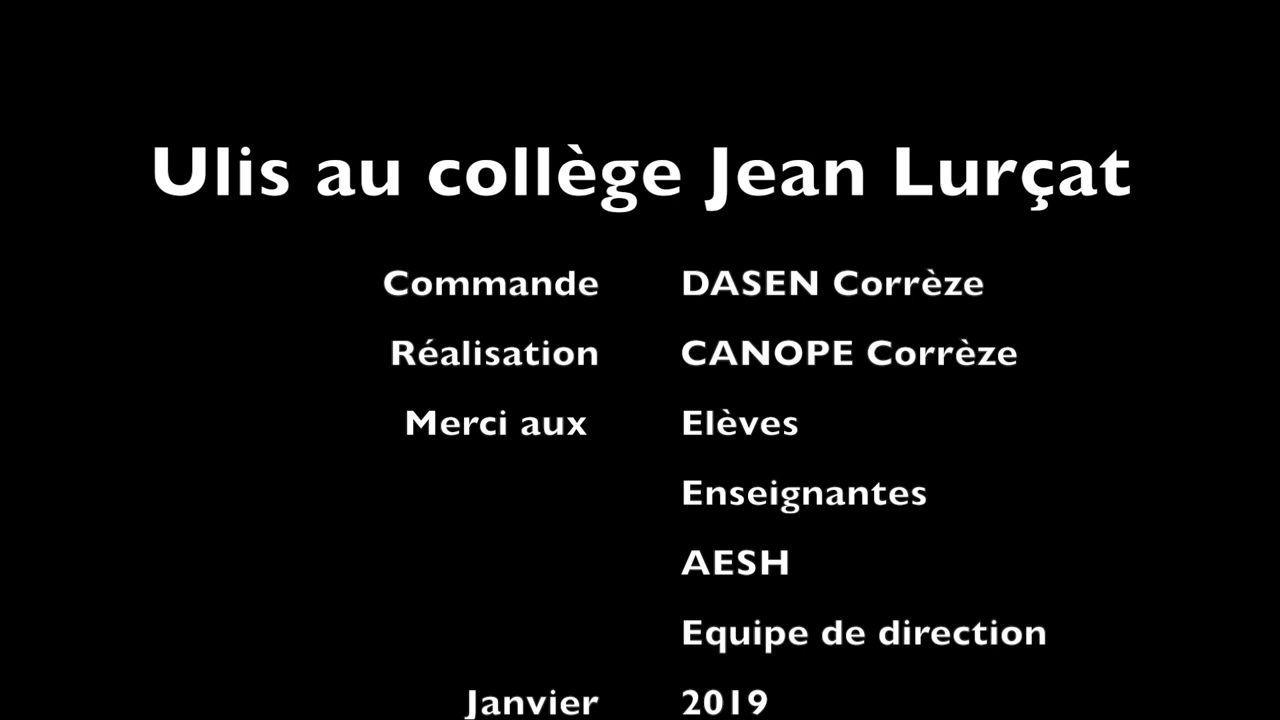 Ulis au collège Jean Lurçat
Commande DASEN Corrèze
Réalisation CANOPE Corrèze
Merci aux Elèves
Enseignantes
AESH
Equipe de direction
Janvier 2019